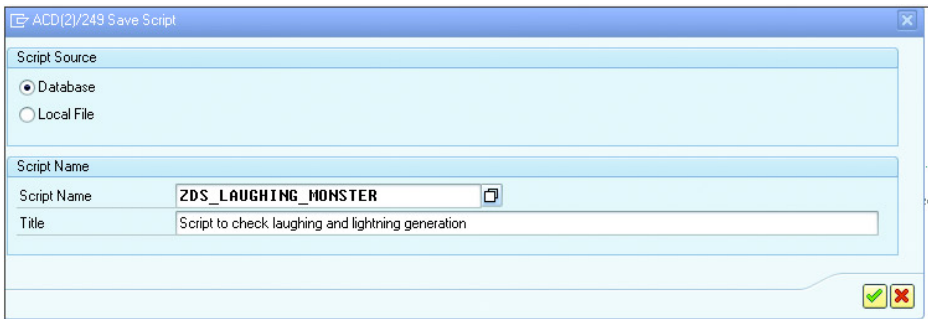 ACD(2)/249 Save Script
Script Source
Database
Local File
Script Name
Script Name ZDS_LAUGHING_MONSTER
Title Script to check laughing and lightning generation